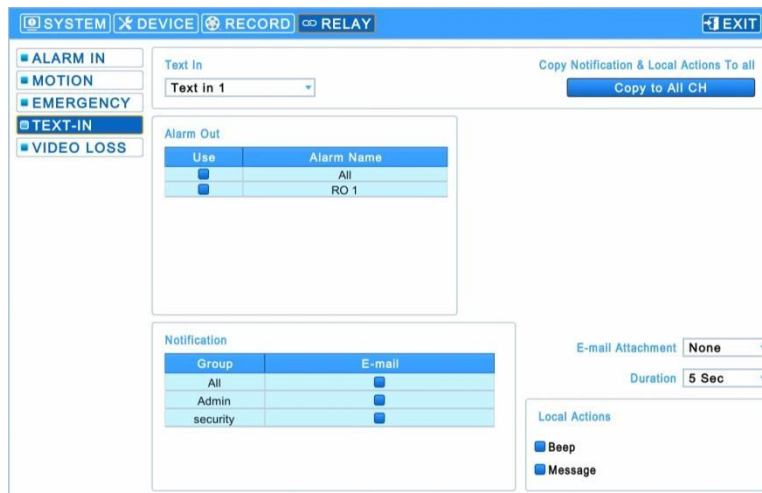 SYSTEM DEVICE RECORD RELAY EXIT
ALARM IN
MOTION
EMERGENCY
TEXT-IN
VIDEO LOSS
Text In
Text in 1
Copy Notification & Local Actions To all
Copy to All CH
Alarm Out
Use Alarm Name
All
RO 1
Notification
Group E-mail
All
Admin
security
E-mail Attachment None
Duration 5 Sec
Local Actions
Beep
Message